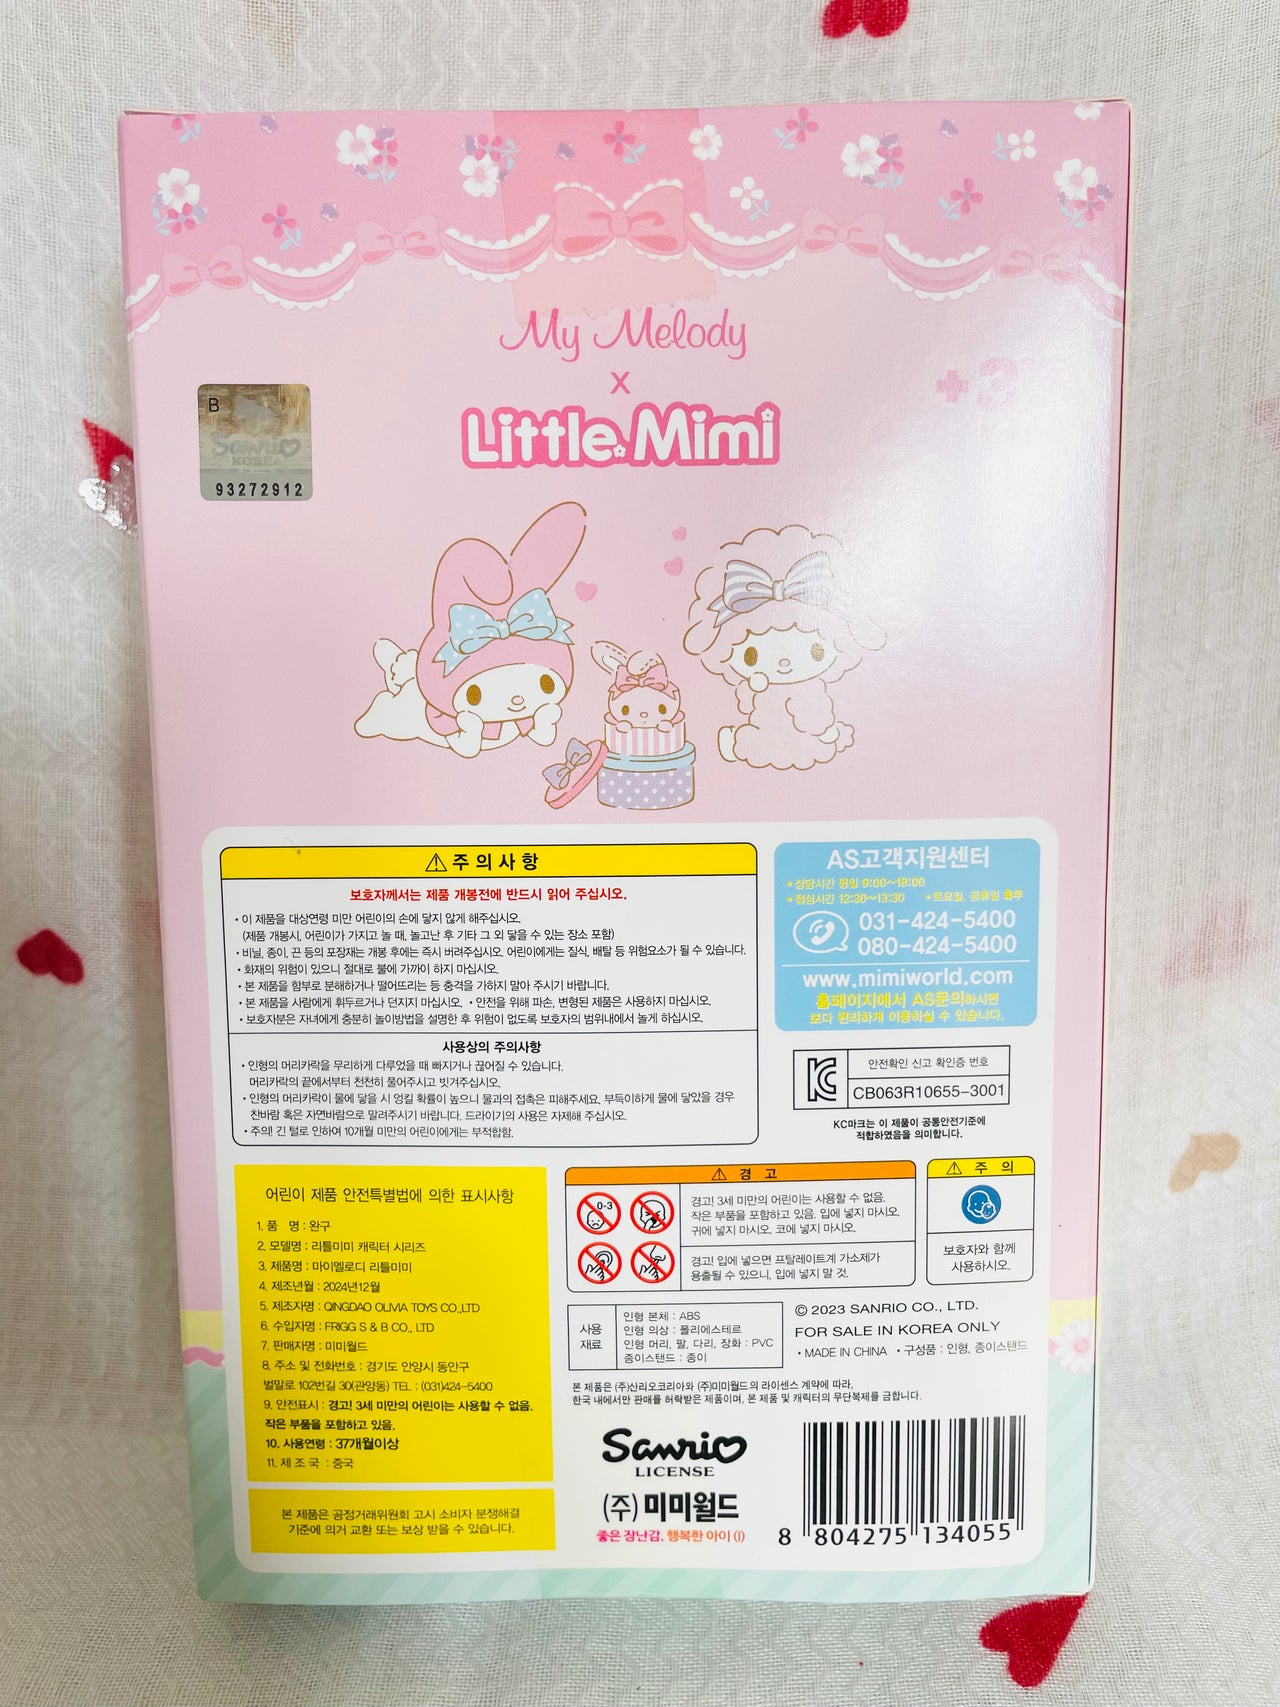 My Melody
x
Little Mimi
+3
B
Sanrio
KOREA
93272912
⚠주의사항
보호자께서는 제품 개봉전에 반드시 읽어 주십시오.
• 이 제품을 대상연령 미만 어린이의 손에 닿지 않게 해주십시오.
(제품 개봉시, 어린이가 가지고 놀 때, 놀고난 후 기타 그 외 닿을 수 있는 장소 포함)
• 비닐, 종이, 끈 등의 포장재는 개봉 후에는 즉시 버려주십시오. 어린이에게는 질식, 배탈 등 위험요소가 될 수 있습니다.
• 화재의 위험이 있으니 절대로 불에 가까이 하지 마십시오.
• 본 제품을 함부로 분해하거나 떨어뜨리는 등 충격을 가하지 말아 주시기 바랍니다.
• 본 제품을 사람에게 휘두르거나 던지지 마십시오. • 안전을 위해 파손, 변형된 제품은 사용하지 마십시오.
• 보호자분은 자녀에게 충분히 놀이방법을 설명한 후 위험이 없도록 보호자의 범위내에서 놀게 하십시오.
사용상의 주의사항
• 인형의 머리카락을 무리하게 다루었을 때 빠지거나 끊어질 수 있습니다.
머리카락의 끝에서부터 천천히 풀어주시고 빗겨주십시오.
• 인형의 머리카락이 물에 닿을 시 엉킬 확률이 높으니 물과의 접촉은 피해주세요. 부득이하게 물에 닿았을 경우
찬바람 혹은 자연바람으로 말려주시기 바랍니다. 드라이기의 사용은 자제해 주십시오.
• 주의! 긴 털로 인하여 10개월 미만의 어린이에게는 부적합함.
AS고객지원센터
• 상담시간 평일 9:00~18:00
• 점심시간 12:30~13:30 • 토요일, 공휴일 휴무
031-424-5400
080-424-5400
www.mimiworld.com
홈페이지에서 AS문의하시면
보다 편리하게 이용하실 수 있습니다.
안전확인 신고 확인증 번호
CB063R10655-3001
KC마크는 이 제품이 공통안전기준에
적합하였음을 의미합니다.
어린이 제품 안전특별법에 의한 표시사항
1. 품 명 : 완구
2. 모델명 : 리틀미미 캐릭터 시리즈
3. 제품명 : 마이멜로디 리틀미미
4. 제조년월 : 2024년12월
5. 제조자명 : QINGDAO OLIVIA TOYS CO.,LTD
6. 수입자명 : FRIGG S & B CO., LTD
7. 판매자명 : 미미월드
8. 주소 및 전화번호 : 경기도 안양시 동안구
벌말로 102번길 30(관양동) TEL : (031)424-5400
9. 안전표시 : 경고! 3세 미만의 어린이는 사용할 수 없음.
작은 부품을 포함하고 있음.
10. 사용연령 : 37개월이상
11. 제 조 국 : 중국
본 제품은 공정거래위원회 고시 소비자 분쟁해결
기준에 의거 교환 또는 보상 받을 수 있습니다.
⚠ 경 고
0-3
경고! 3세 미만의 어린이는 사용할 수 없음.
작은 부품을 포함하고 있음. 입에 넣지 마시오.
귀에 넣지 마시오. 코에 넣지 마시오.
경고! 입에 넣으면 프탈레이트계 가소제가
용출될 수 있으니, 입에 넣지 말 것.
⚠ 주 의
보호자와 함께
사용하시오.
사용
재료
인형 본체 : ABS
인형 의상 : 폴리에스테르
인형 머리, 팔, 다리, 장화 : PVC
종이스탠드 : 종이
© 2023 SANRIO CO., LTD.
FOR SALE IN KOREA ONLY
• MADE IN CHINA • 구성품 : 인형, 종이스탠드
본 제품은 (주)산리오코리아와 (주)미미월드의 라이센스 계약에 따라,
한국 내에서만 판매를 허락받은 제품이며, 본 제품 및 캐릭터의 무단복제를 금합니다.
Sanrio
LICENSE
(주) 미미월드
좋은 장난감, 행복한 아이 (!)
8 804275 134055